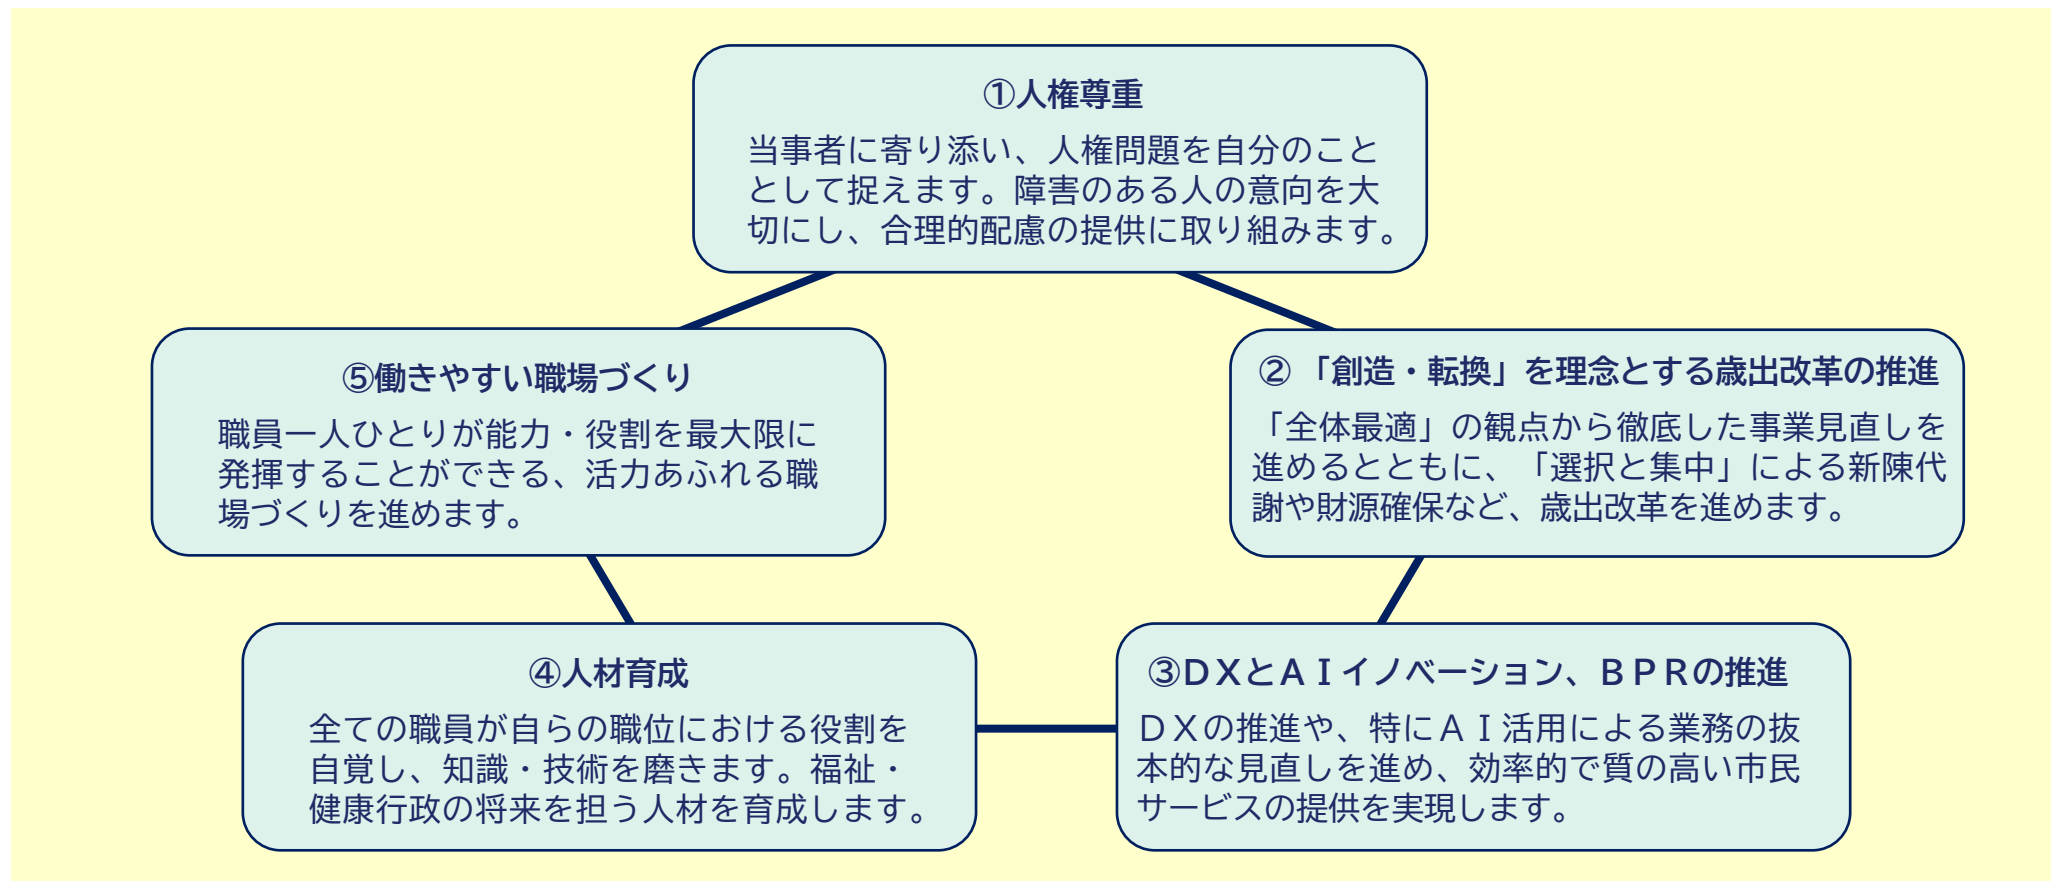 ①人権尊重
当事者に寄り添い、人権問題を自分のこと
として捉えます。障害のある人の意向を大
切にし、合理的配慮の提供に取り組みます。
②「創造・転換」を理念とする歳出改革の推進
「全体最適」の観点から徹底した事業見直しを
進めるとともに、「選択と集中」による新陳代
謝や財源確保など、歳出改革を進めます。
③ＤＸとＡＩイノベーション、ＢＰＲの推進
ＤＸの推進や、特にＡＩ活用による業務の抜
本的な見直しを進め、効率的で質の高い市民
サービスの提供を実現します。
④人材育成
全ての職員が自らの職位における役割を
自覚し、知識・技術を磨きます。福祉・
健康行政の将来を担う人材を育成します。
⑤働きやすい職場づくり
職員一人ひとりが能力・役割を最大限に
発揮することができる、活力あふれる職
場づくりを進めます。